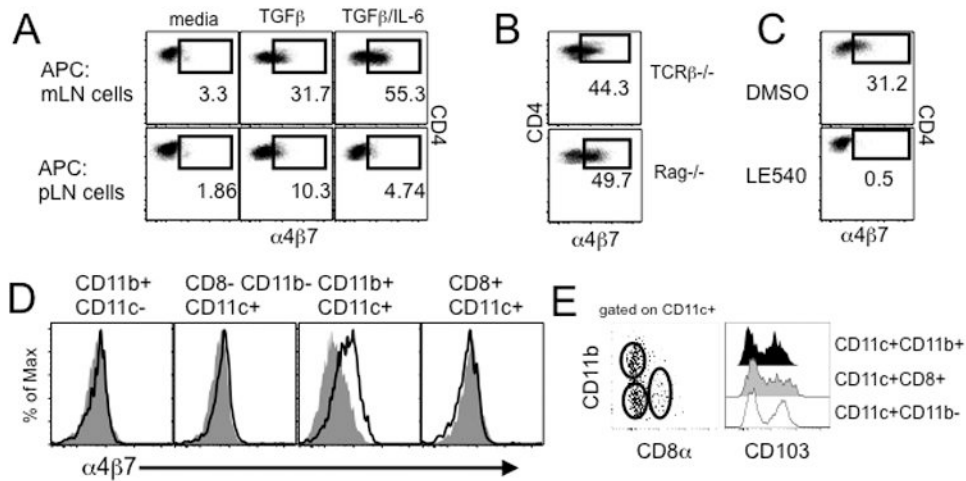 A
media
TGFβ
TGFβ/IL-6
APC:
mLN cells
3.3
31.7
55.3
CD4
APC:
pLN cells
1.86
10.3
4.74
α4β7
B
CD4
44.3
TCRβ-/-
49.7
Rag-/-
α4β7
C
DMSO
31.2
CD4
LE540
0.5
α4β7
D
CD11b+
CD11c-
CD8- CD11b-
CD11c+
CD11b+
CD11c+
CD8+
CD11c+
% of Max
α4β7
E
gated on CD11c+
CD11b
CD8α
CD11c+CD11b+
CD11c+CD8+
CD11c+CD11b-
CD103